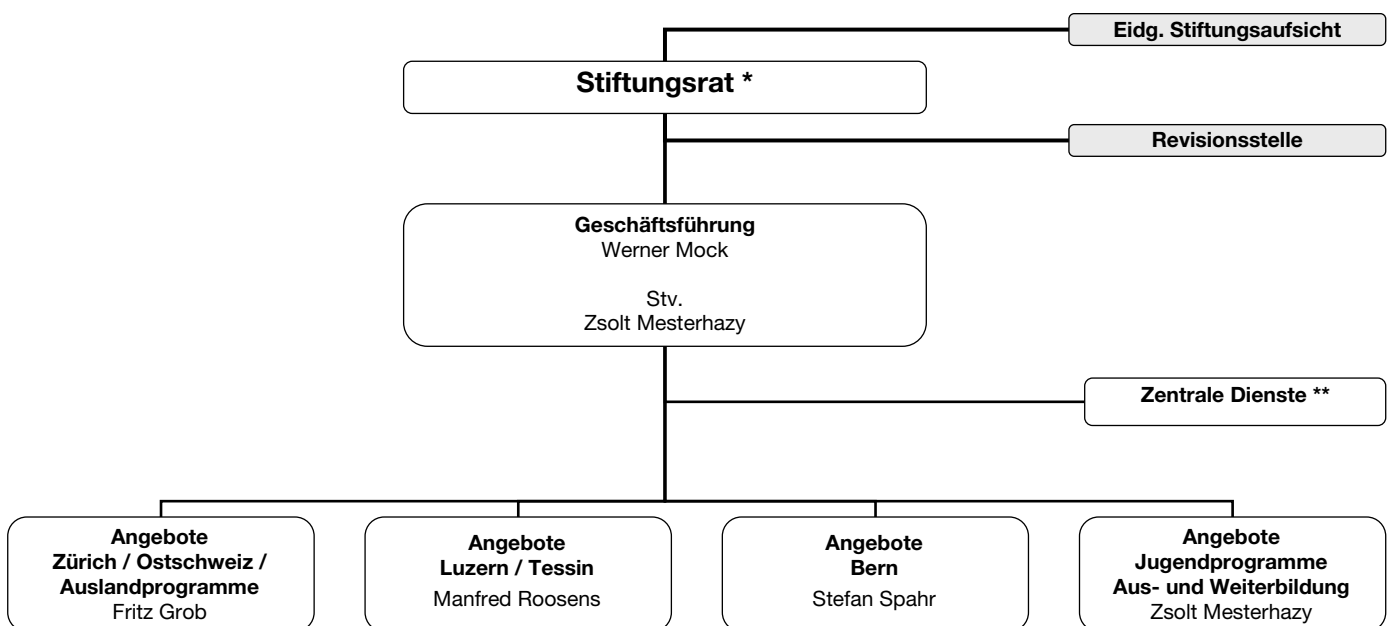 Eidg. Stiftungsaufsicht
Stiftungsrat *
Revisionsstelle
Geschäftsführung
Werner Mock
Stv.
Zsolt Mesterhazy
Zentrale Dienste **
Angebote
Zürich / Ostschweiz /
Auslandprogramme
Fritz Grob
Angebote
Luzern / Tessin
Manfred Roosens
Angebote
Bern
Stefan Spahr
Angebote
Jugendprogramme
Aus- und Weiterbildung
Zsolt Mesterhazy